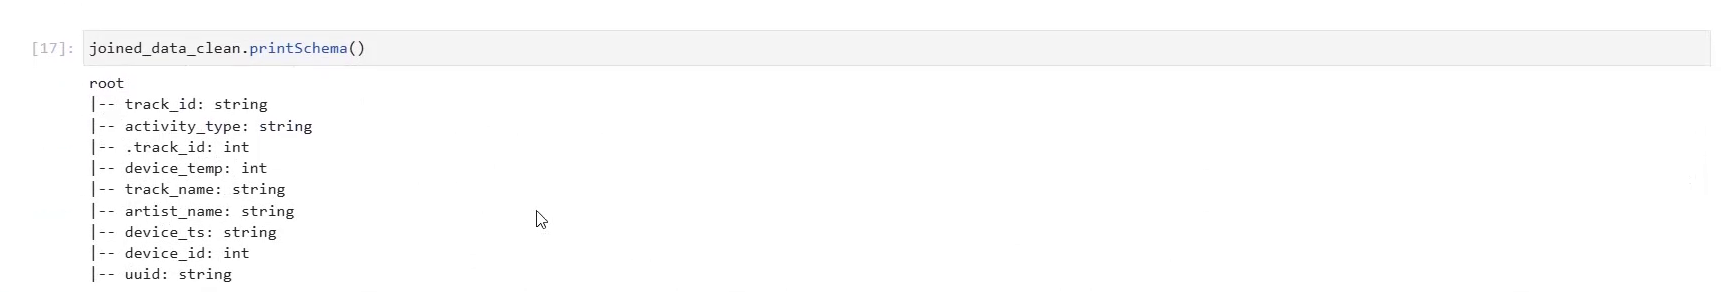 [17]: joined_data_clean.printSchema()
root
|-- track_id: string
|-- activity_type: string
|-- .track_id: int
|-- device_temp: int
|-- track_name: string
|-- artist_name: string
|-- device_ts: string
|-- device_id: int
|-- uuid: string